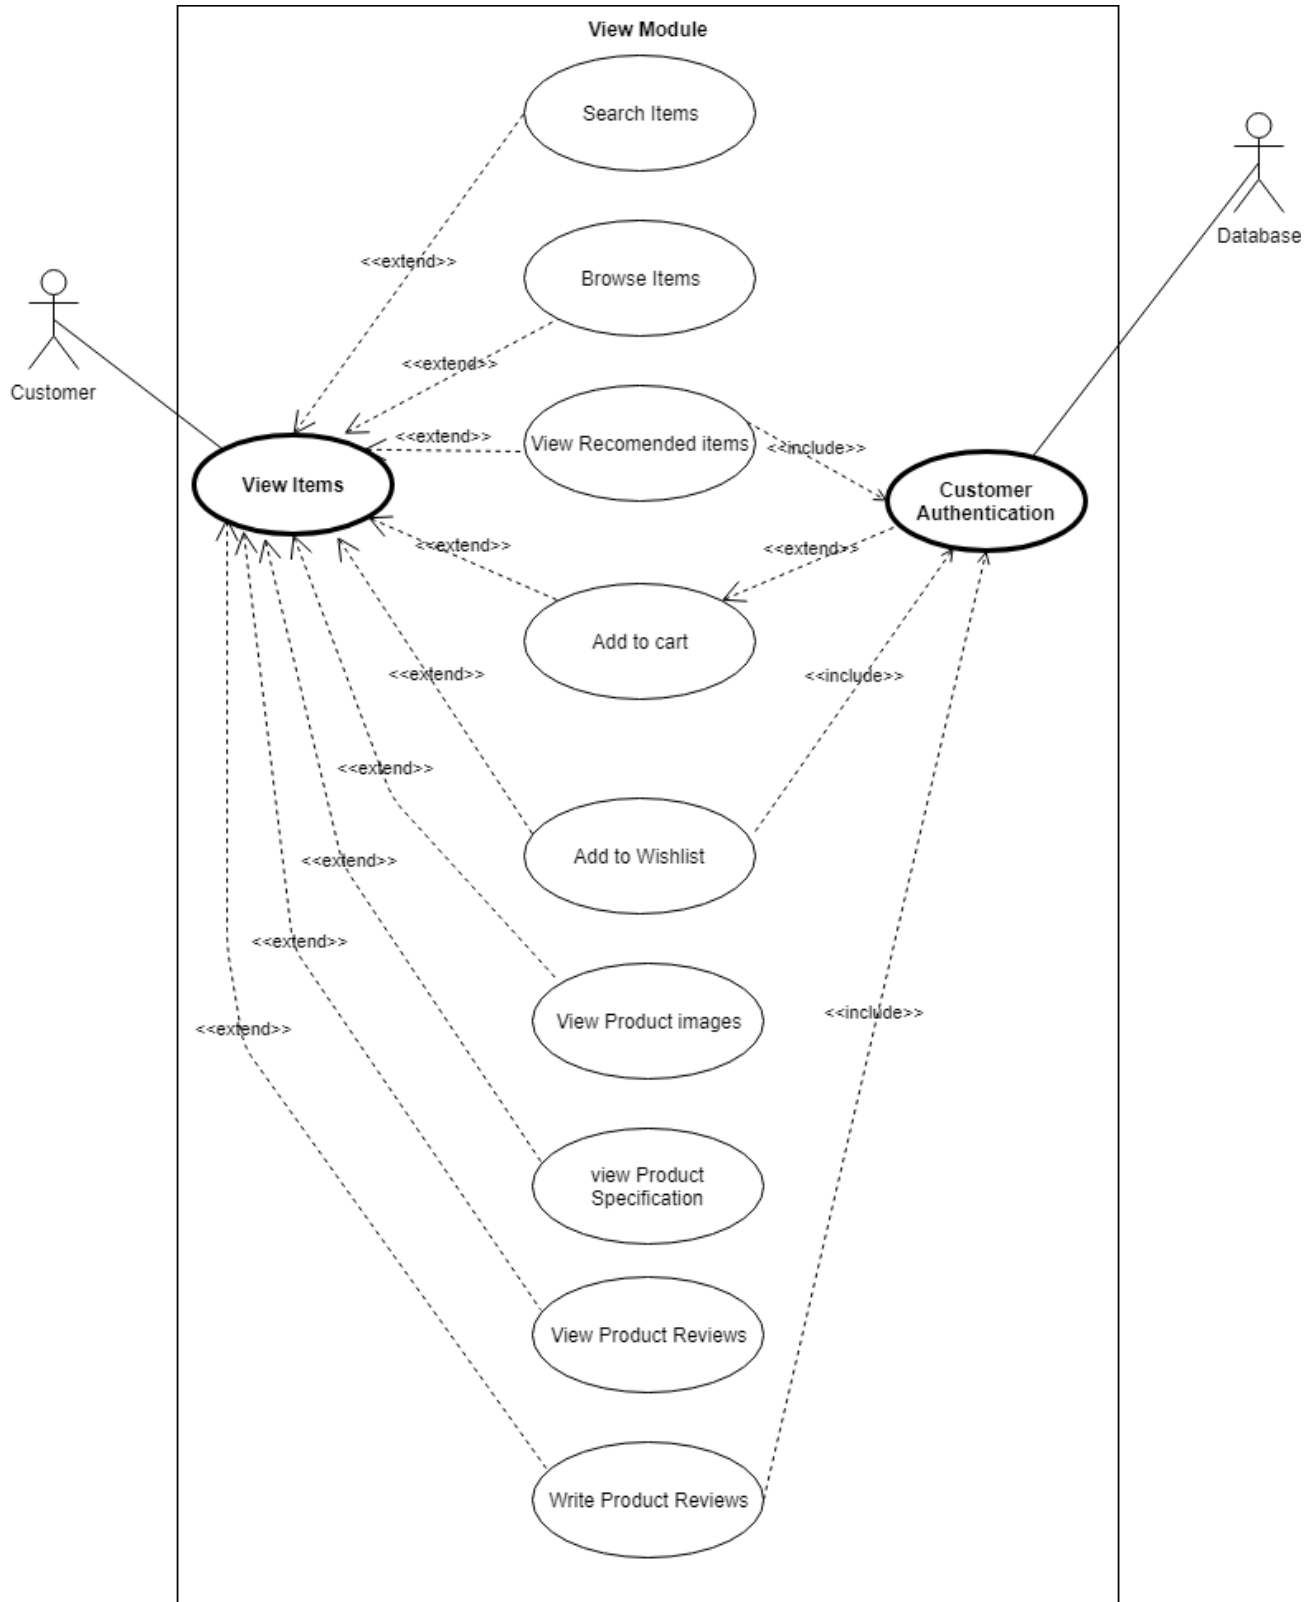 View Module
Search Items
Database
<<extend>>
Browse Items
Customer
<<extend>>
<<extend>>
View Recomended items
<<include>>
View Items
Customer
Authentication
<<extend>>
<<extend>>
Add to cart
<<extend>>
<<include>>
<<extend>>
Add to Wishlist
<<extend>>
<<extend>>
View Product images
<<include>>
<<extend>>
view Product
Specification
View Product Reviews
Write Product Reviews